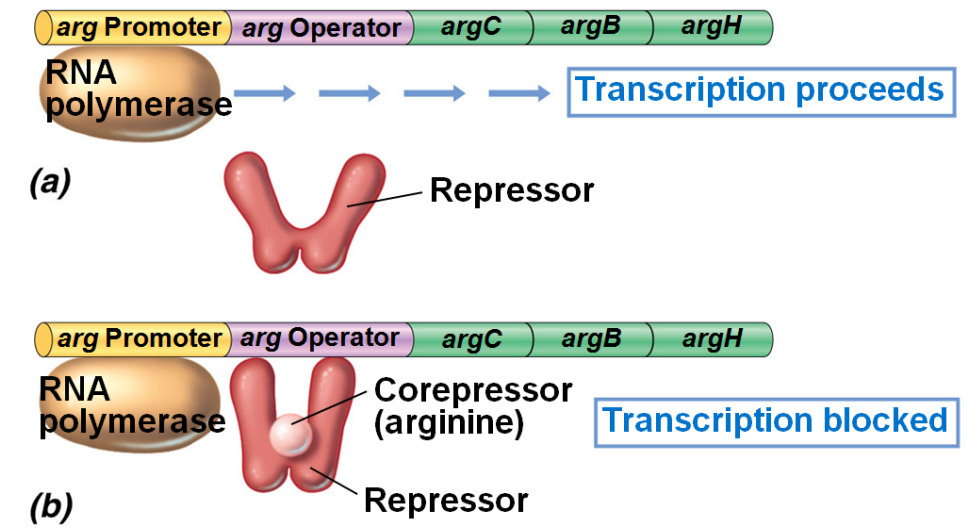 arg Promoter arg Operator argC argB argH
RNA
polymerase
Transcription proceeds
(a)
Repressor
arg Promoter arg Operator argC argB argH
RNA
polymerase
Corepressor
(arginine)
Transcription blocked
Repressor
(b)